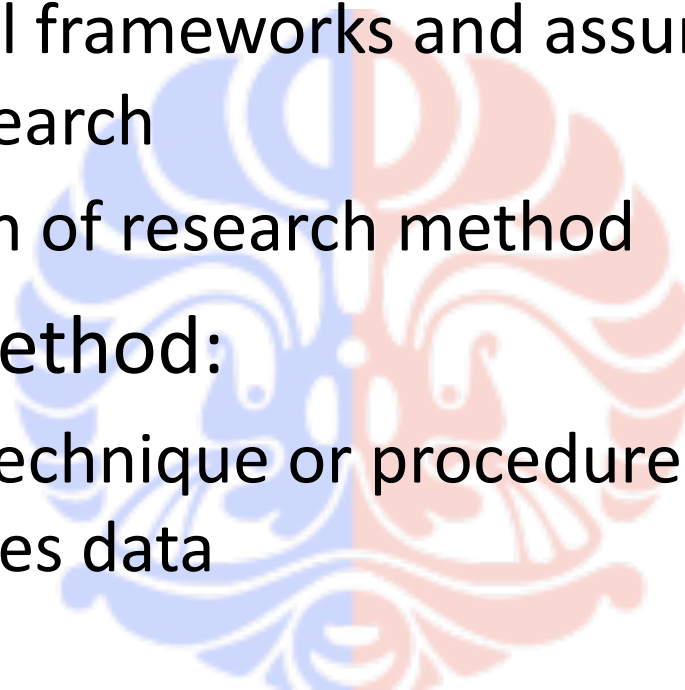 l frameworks and assu
earch
of research method
ethod:
echnique or procedure
es data